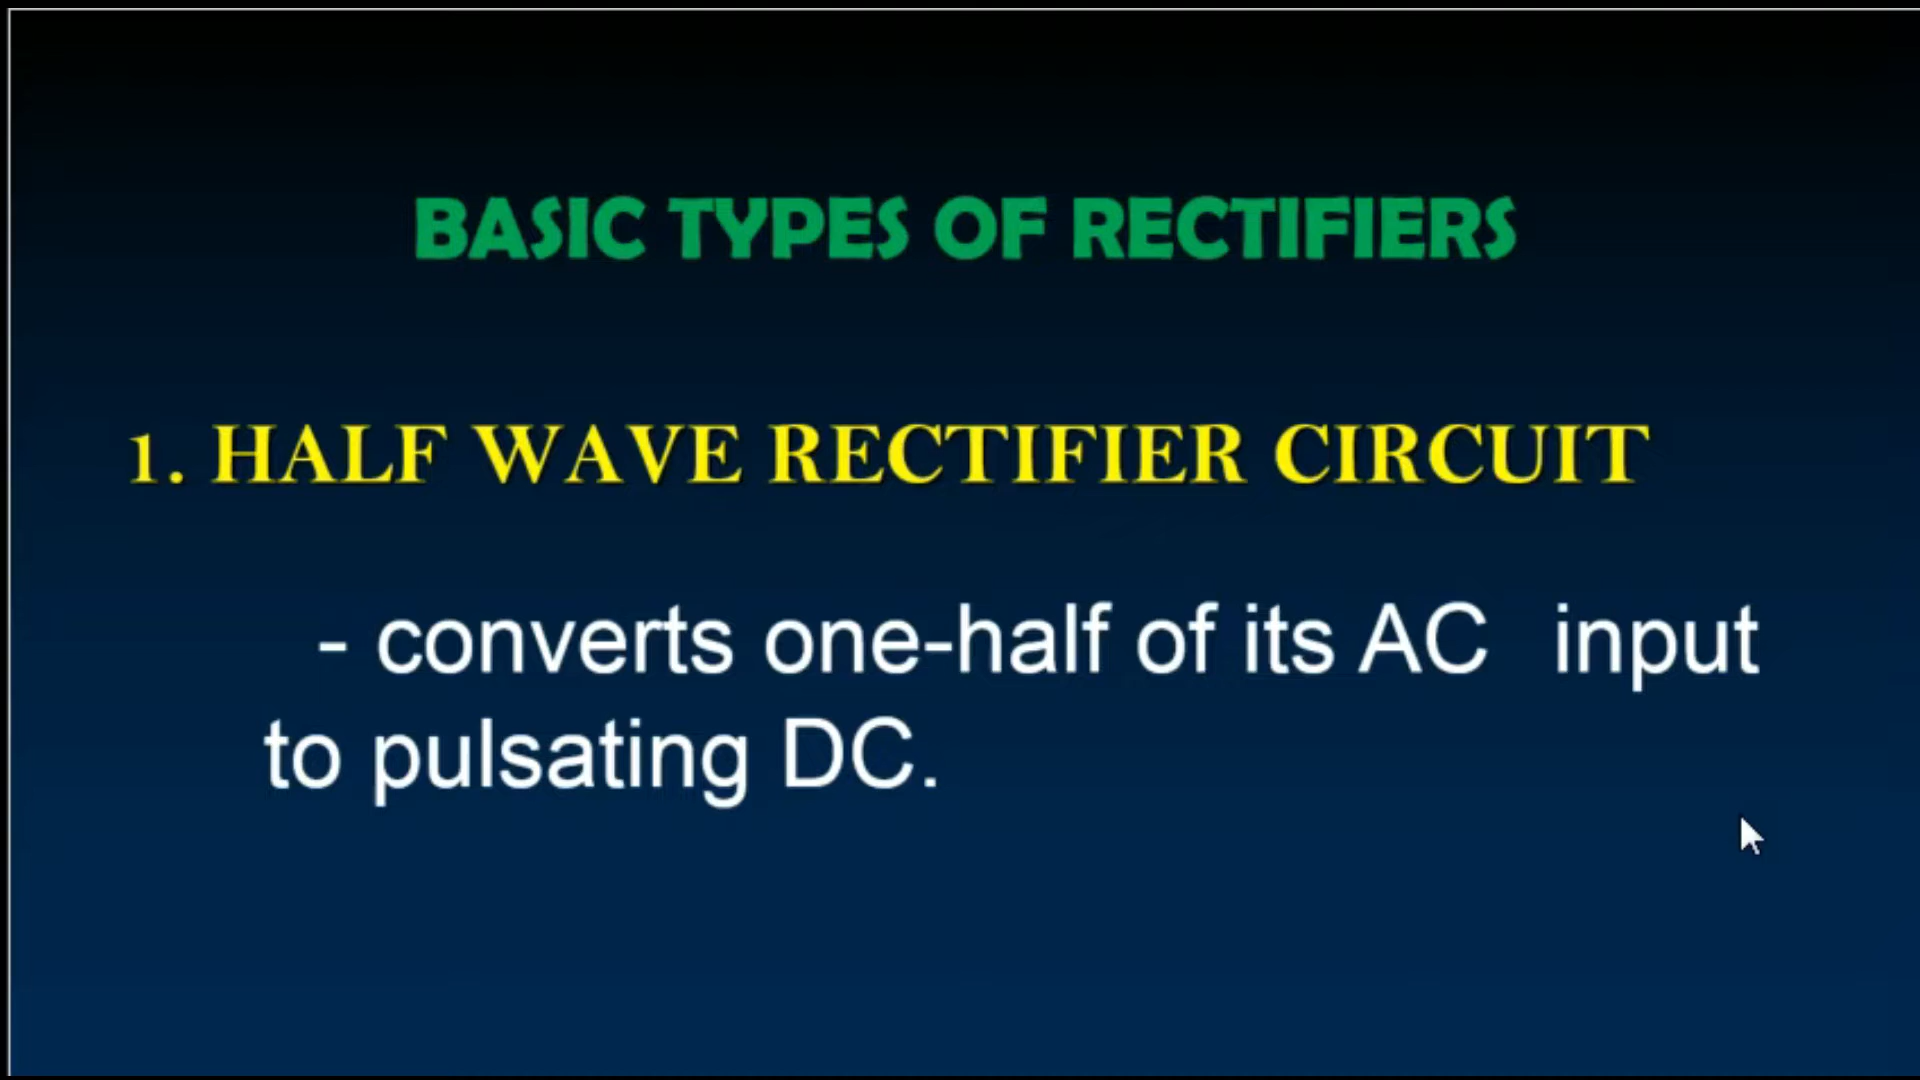 BASIC TYPES OF RECTIFIERS
1. HALF WAVE RECTIFIER CIRCUIT
- converts one-half of its AC input
to pulsating DC.